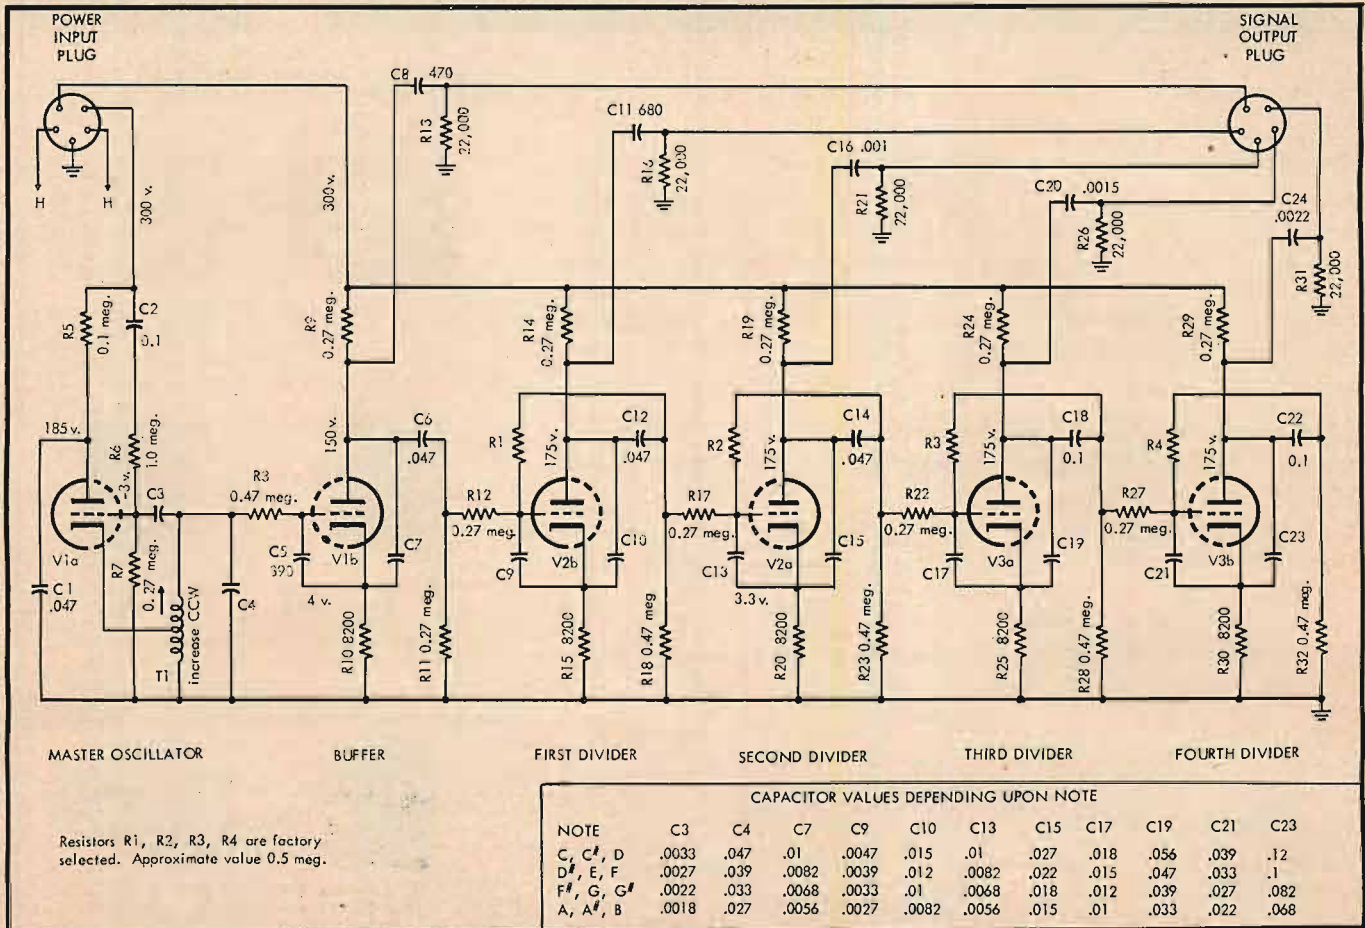 POWER
INPUT
PLUG
SIGNAL
OUTPUT
PLUG
C8 470
R13
22,000
C11 680
R16
22,000
C16 .001
R21
22,000
C20 .0015
R26
22,000
C24
.0022
R31
22,000
H
H
300 v.
300 v.
R5
0.1 meg.
C2
0.1
R9
0.27 meg.
R14
0.27 meg.
R19
0.27 meg.
R24
0.27 meg.
R29
0.27 meg.
185 v.
R6
1.0 meg.
-3 v.
C3
R8
0.47 meg.
150 v.
C6
.047
R1
175 v.
C12
.047
R2
175 v.
C14
.047
R3
175 v.
C18
0.1
R4
175 v.
C22
0.1
R12
0.27 meg.
R17
0.27 meg.
R22
0.27 meg.
R27
0.27 meg.
V1a
R7
0.27 meg.
C1
.047
T1
increase CCW
C4
C5
390
V1b
C7
4 v.
R10 8200
R11 0.27 meg.
C9
V2b
C10
R15 8200
R18 0.47 meg
C13
V2a
C15
3.3 v.
R20 8200
R23 0.47 meg.
C17
V3a
C19
R25 8200
R28 0.47 meg.
C21
V3b
C23
R30 8200
R32 0.47 meg.
MASTER OSCILLATOR
BUFFER
FIRST DIVIDER
SECOND DIVIDER
THIRD DIVIDER
FOURTH DIVIDER
Resistors R1, R2, R3, R4 are factory
selected. Approximate value 0.5 meg.
CAPACITOR VALUES DEPENDING UPON NOTE
NOTE C3 C4 C7 C9 C10 C13 C15 C17 C19 C21 C23
C, C#, D .0033 .047 .01 .0047 .015 .01 .027 .018 .056 .039 .12
D#, E, F .0027 .039 .0082 .0039 .012 .0082 .022 .015 .047 .033 .1
F#, G, G# .0022 .033 .0068 .0033 .01 .0068 .018 .012 .039 .027 .082
A, A#, B .0018 .027 .0056 .0027 .0082 .0056 .015 .01 .033 .022 .068